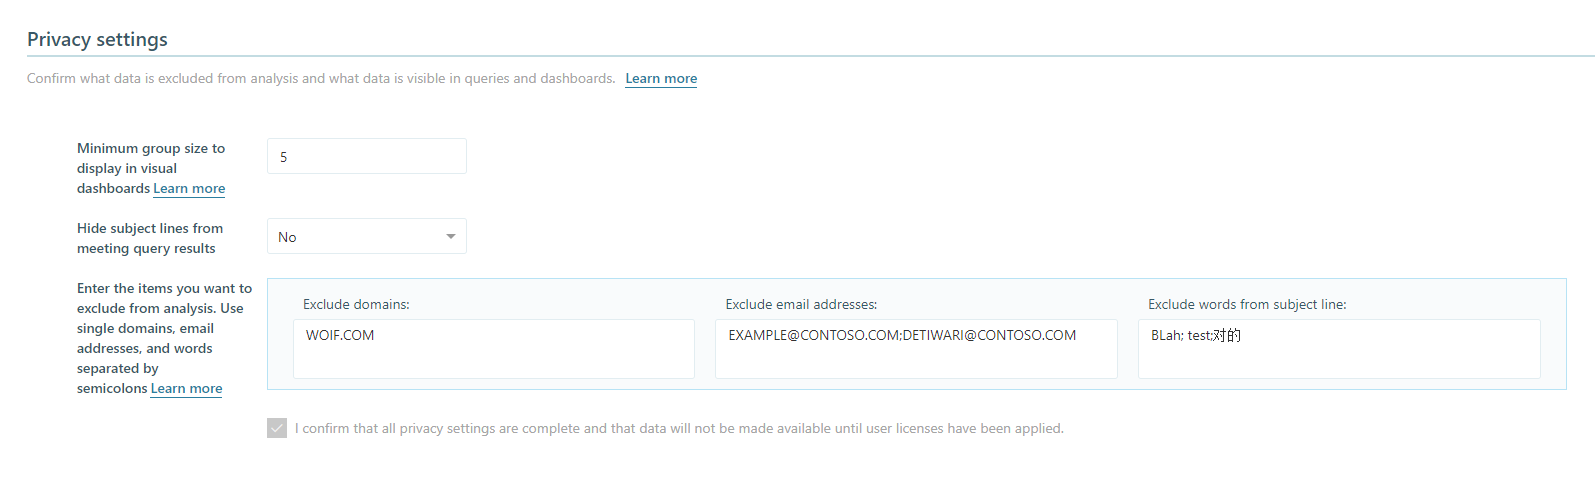 Privacy settings
Confirm what data is excluded from analysis and what data is visible in queries and dashboards. Learn more
Minimum group size to
display in visual
dashboards Learn more
5
Hide subject lines from
meeting query results
No
Enter the items you want to
exclude from analysis. Use
single domains, email
addresses, and words
separated by
semicolons Learn more
Exclude domains:
WOIF.COM
Exclude email addresses:
EXAMPLE@CONTOSO.COM;DETIWARI@CONTOSO.COM
Exclude words from subject line:
BLah; test;对的
I confirm that all privacy settings are complete and that data will not be made available until user licenses have been applied.